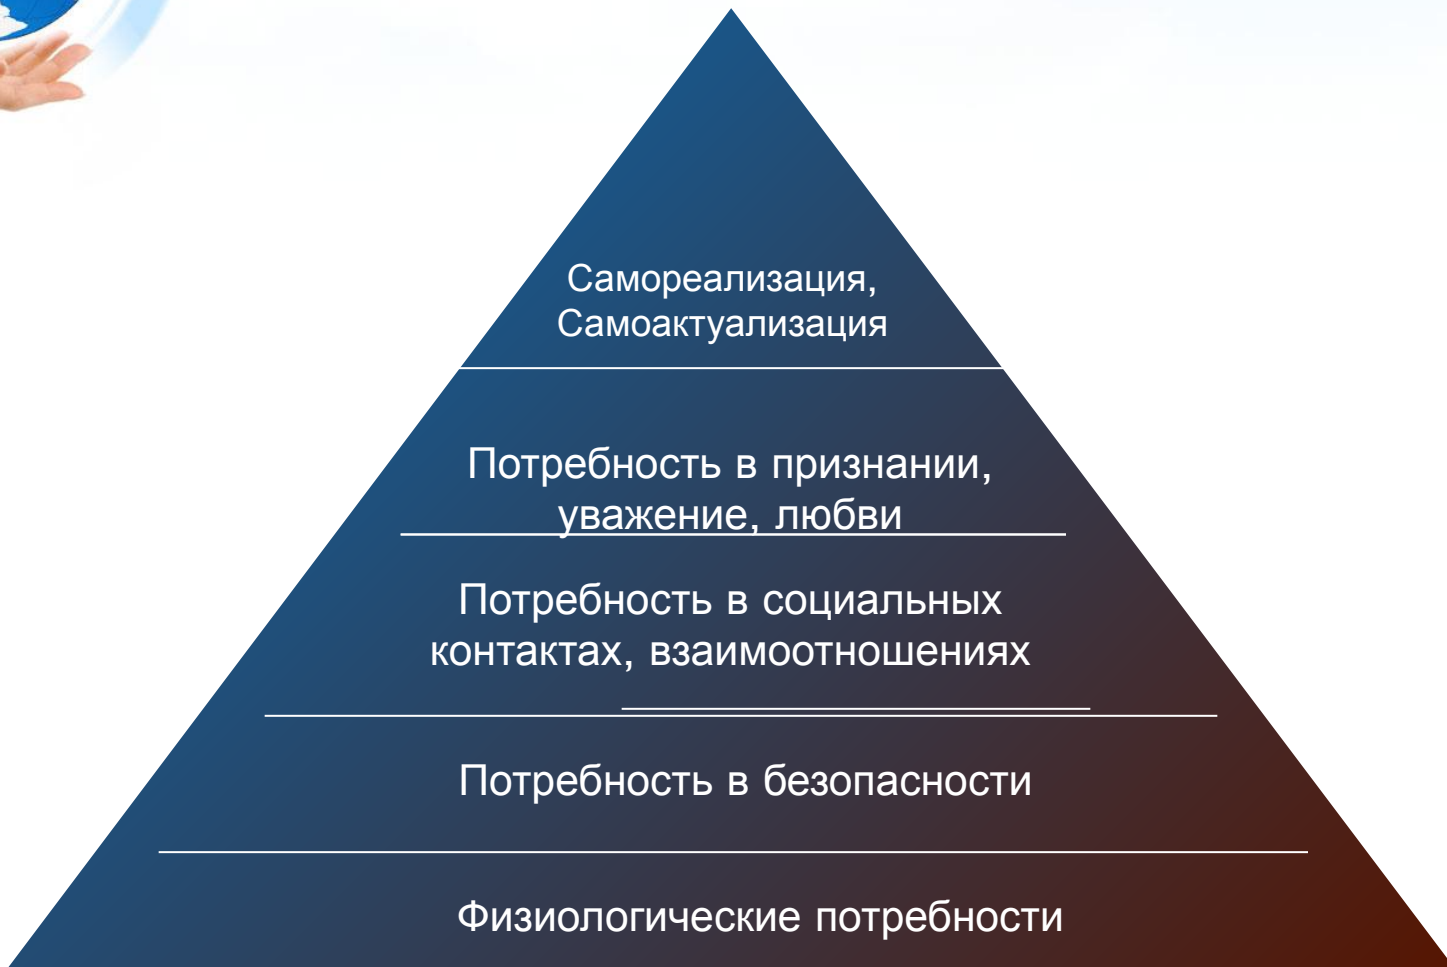 Самореализация,
Самоактуализация
Потребность в признании,
уважение, любви
Потребность в социальных
контактах, взаимоотношениях
Потребность в безопасности
Физиологические потребности